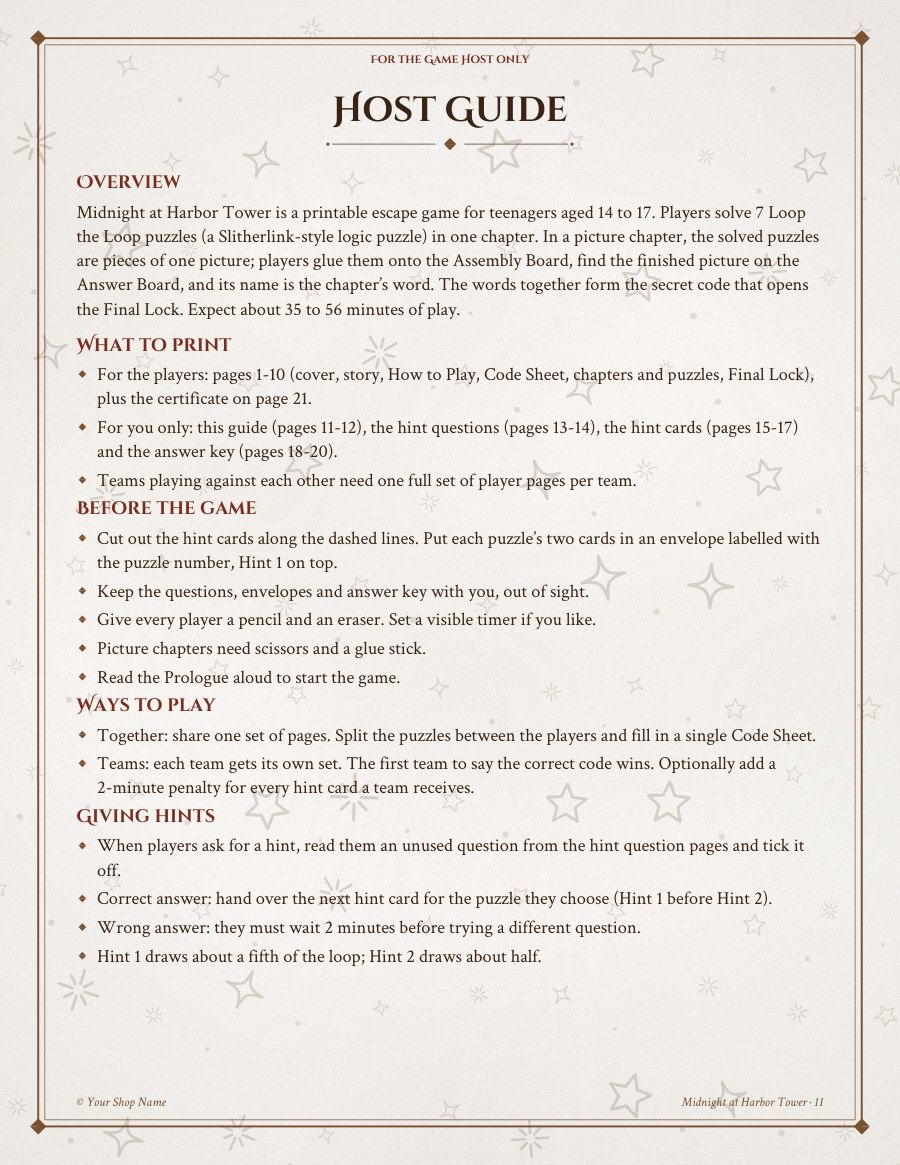 For the Game Host Only
Host Guide
Overview
Midnight at Harbor Tower is a printable escape game for teenagers aged 14 to 17. Players solve 7 Loop
the Loop puzzles (a Slitherlink-style logic puzzle) in one chapter. In a picture chapter, the solved puzzles
are pieces of one picture; players glue them onto the Assembly Board, find the finished picture on the
Answer Board, and its name is the chapter’s word. The words together form the secret code that opens
the Final Lock. Expect about 35 to 56 minutes of play.
What to print
For the players: pages 1-10 (cover, story, How to Play, Code Sheet, chapters and puzzles, Final Lock),
plus the certificate on page 21.
For you only: this guide (pages 11-12), the hint questions (pages 13-14), the hint cards (pages 15-17)
and the answer key (pages 18-20).
Teams playing against each other need one full set of player pages per team.
Before the game
Cut out the hint cards along the dashed lines. Put each puzzle’s two cards in an envelope labelled with
the puzzle number, Hint 1 on top.
Keep the questions, envelopes and answer key with you, out of sight.
Give every player a pencil and an eraser. Set a visible timer if you like.
Picture chapters need scissors and a glue stick.
Read the Prologue aloud to start the game.
Ways to play
Together: share one set of pages. Split the puzzles between the players and fill in a single Code Sheet.
Teams: each team gets its own set. The first team to say the correct code wins. Optionally add a
2-minute penalty for every hint card a team receives.
Giving hints
When players ask for a hint, read them an unused question from the hint question pages and tick it
off.
Correct answer: hand over the next hint card for the puzzle they choose (Hint 1 before Hint 2).
Wrong answer: they must wait 2 minutes before trying a different question.
Hint 1 draws about a fifth of the loop; Hint 2 draws about half.
© Your Shop Name
Midnight at Harbor Tower · 11